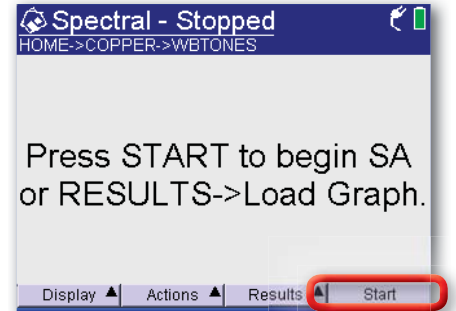 Spectral - Stopped
HOME->COPPER->WBTONES
Press START to begin SA
or RESULTS->Load Graph.
Display Actions Results Start